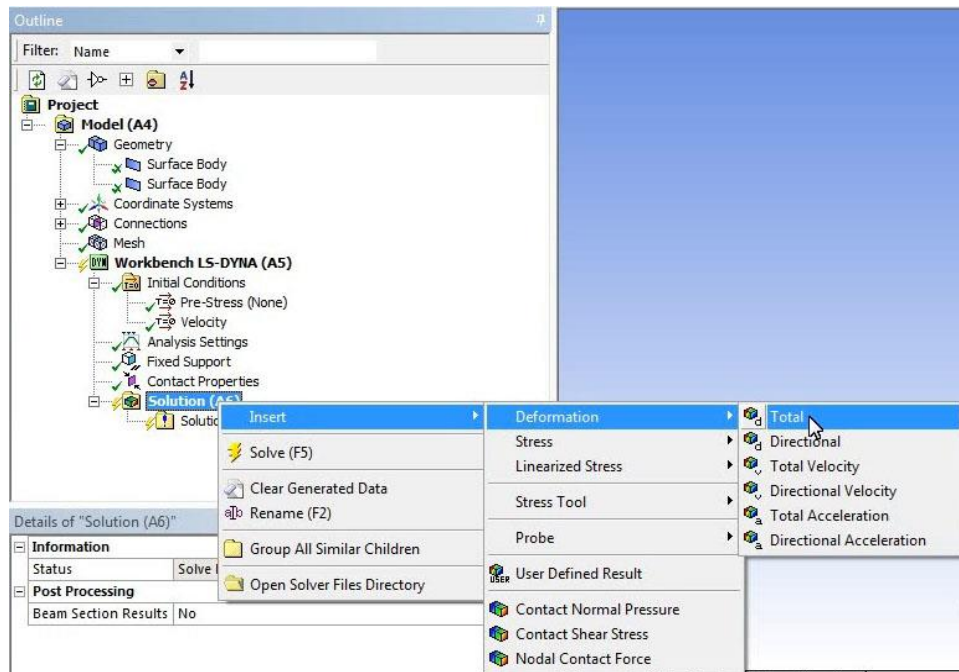 Outline
Filter: Name
Project
Model (A4)
Geometry
Surface Body
Surface Body
Coordinate Systems
Connections
Mesh
Workbench LS-DYNA (A5)
Initial Conditions
Pre-Stress (None)
Velocity
Analysis Settings
Fixed Support
Contact Properties
Solution (A6)
Solutio
Insert
Solve (F5)
Clear Generated Data
Rename (F2)
Group All Similar Children
Open Solver Files Directory
Deformation
Stress
Linearized Stress
Stress Tool
Probe
User Defined Result
Contact Normal Pressure
Contact Shear Stress
Nodal Contact Force
Total
Directional
Total Velocity
Directional Velocity
Total Acceleration
Directional Acceleration
Details of "Solution (A6)"
Information
Status Solve
Post Processing
Beam Section Results No